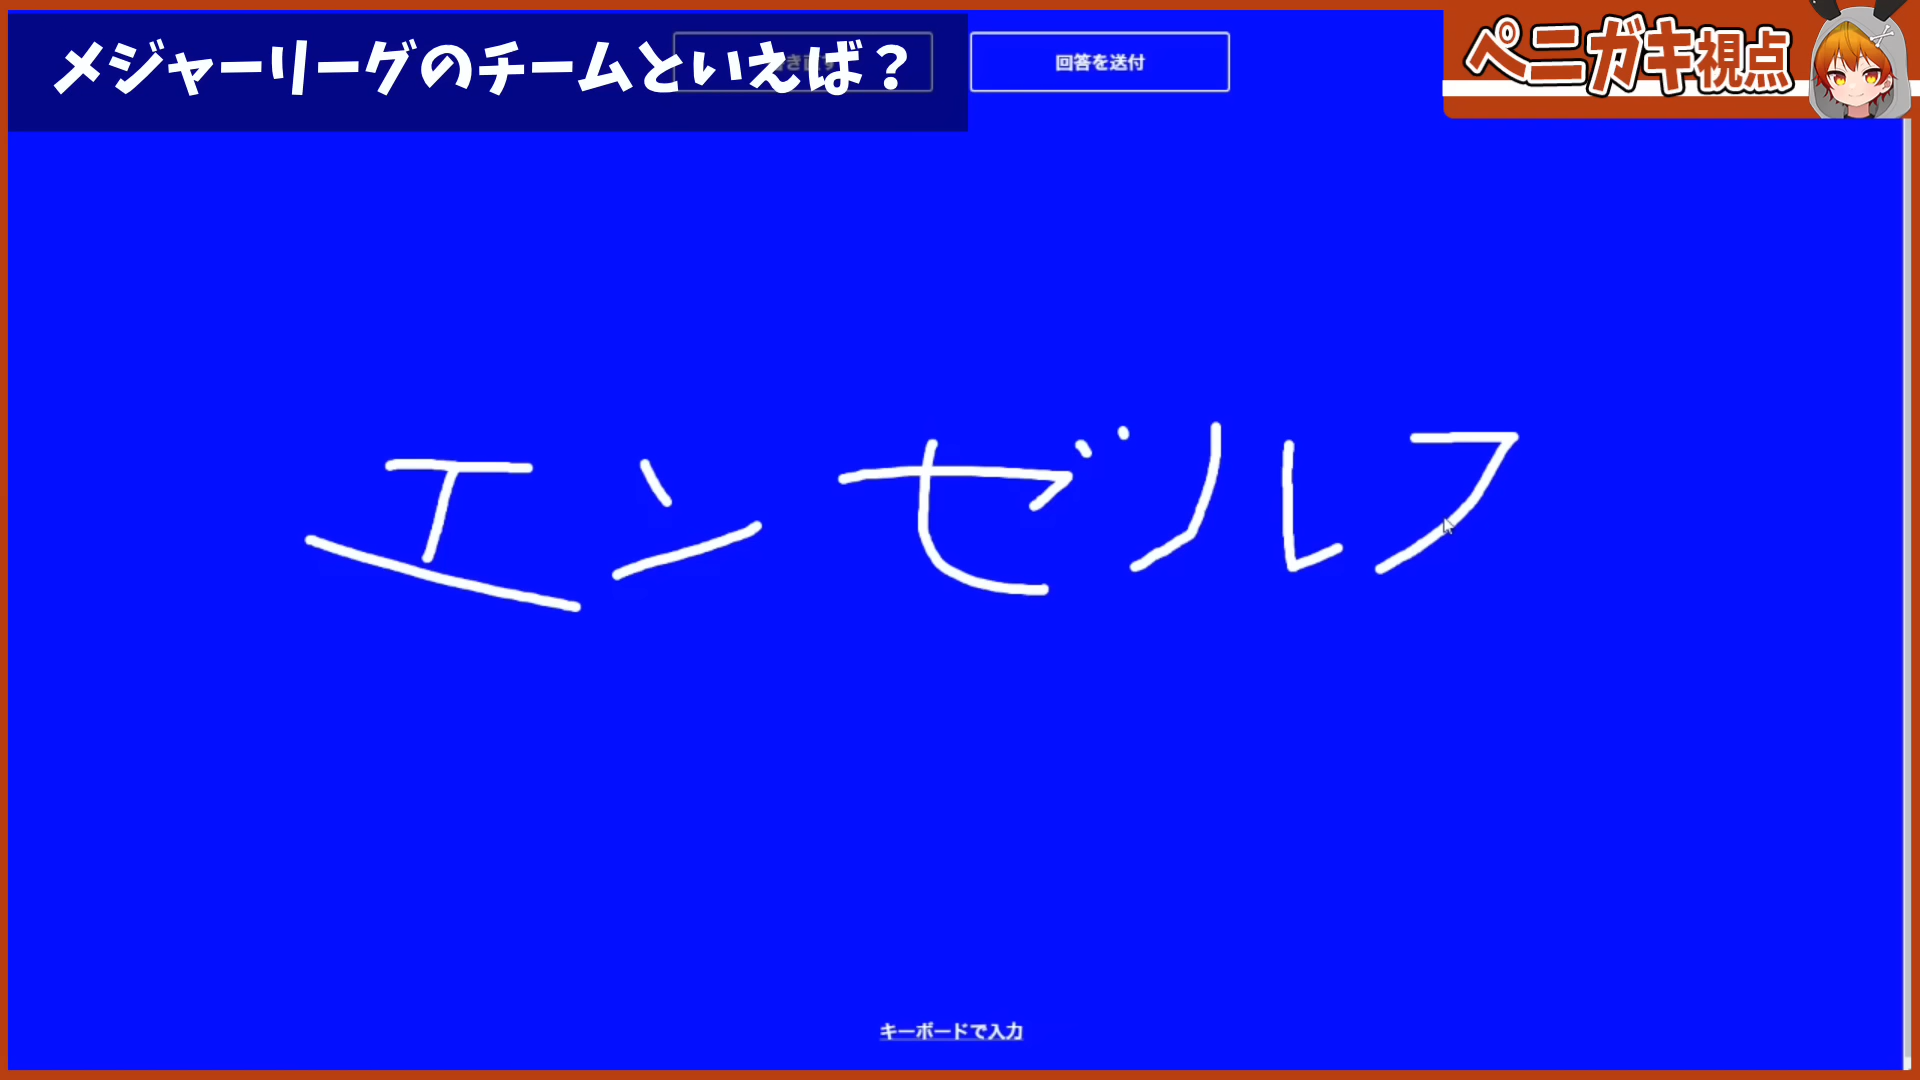 メジャーリーグのチームといえば？
回答を送付
ペニガキ視点
エンゼルフ
キーボードで入力